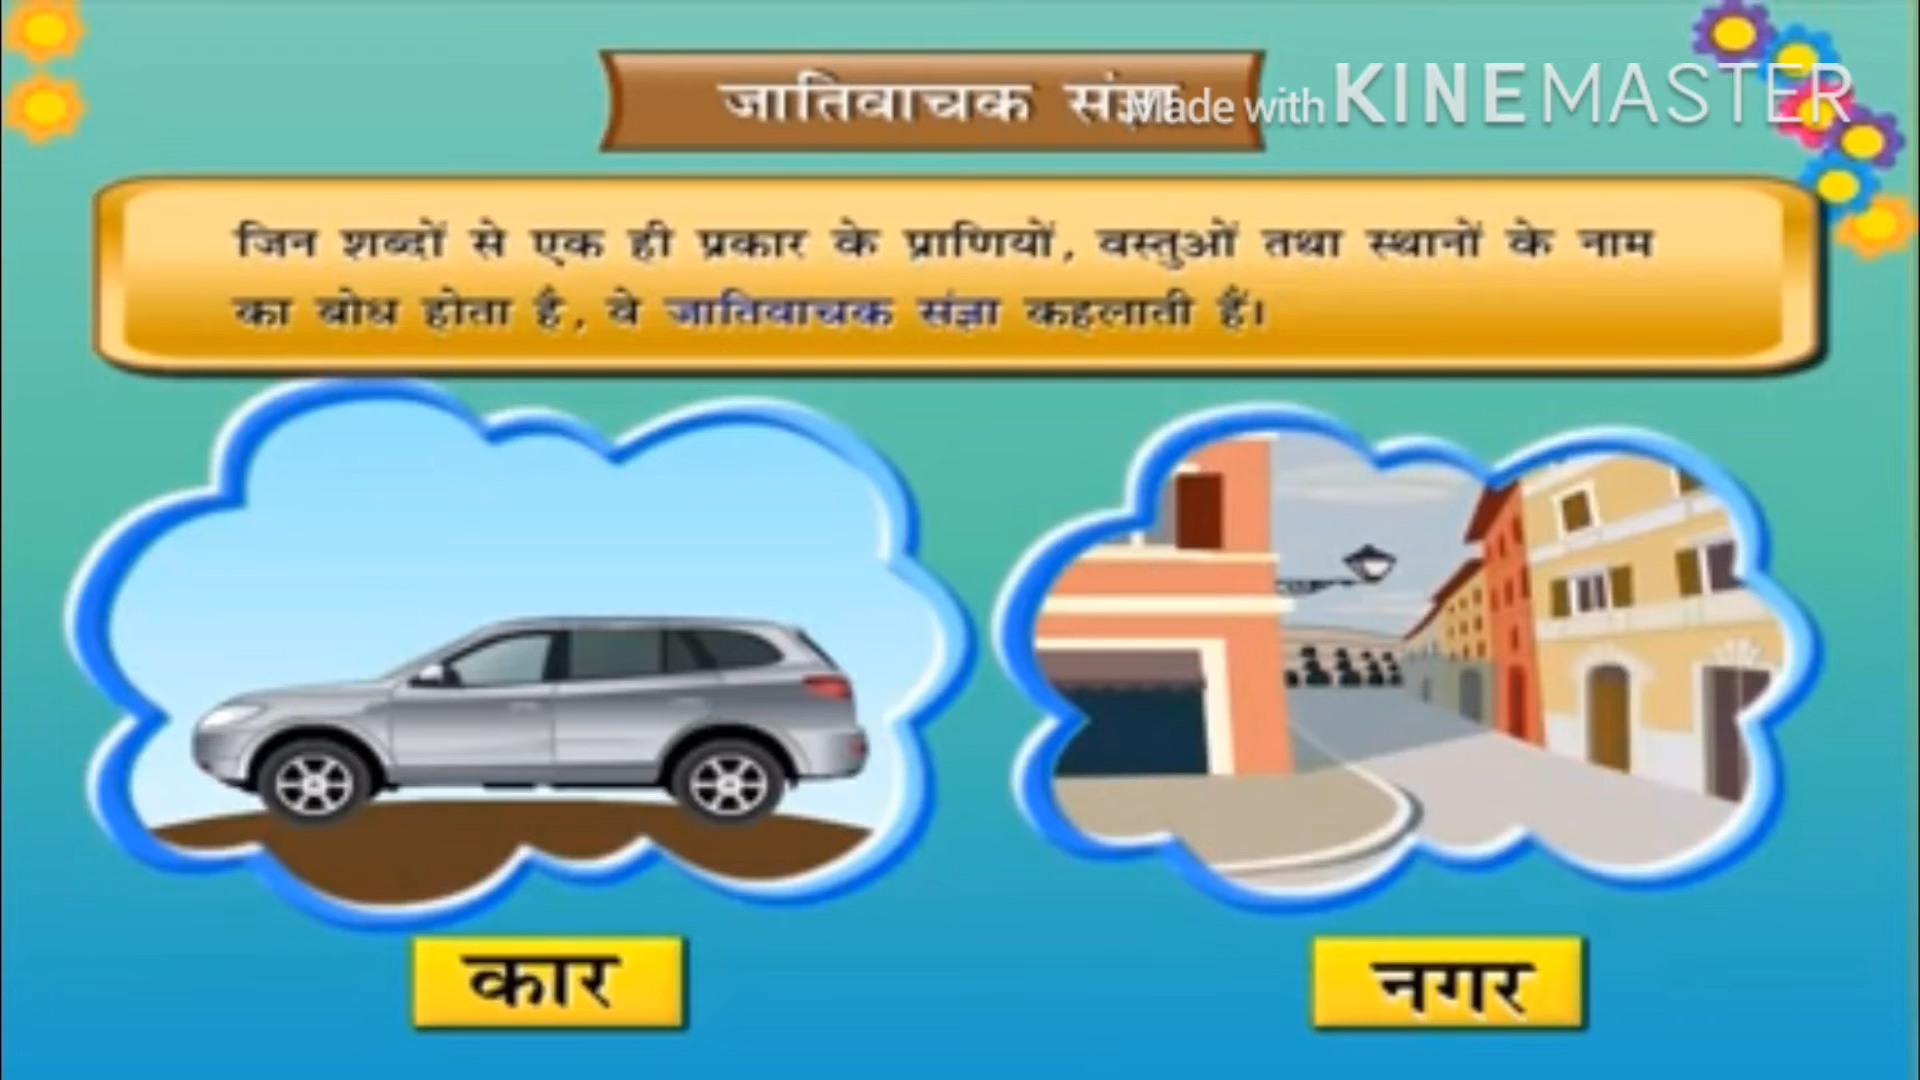 जातिवाचक संज्ञा
Made with KINEMASTER
जिन शब्दों से एक ही प्रकार के प्राणियों, वस्तुओं तथा स्थानों के नाम
का बोध होता है, वे जातिवाचक संज्ञा कहलाती हैं।
कार
नगर